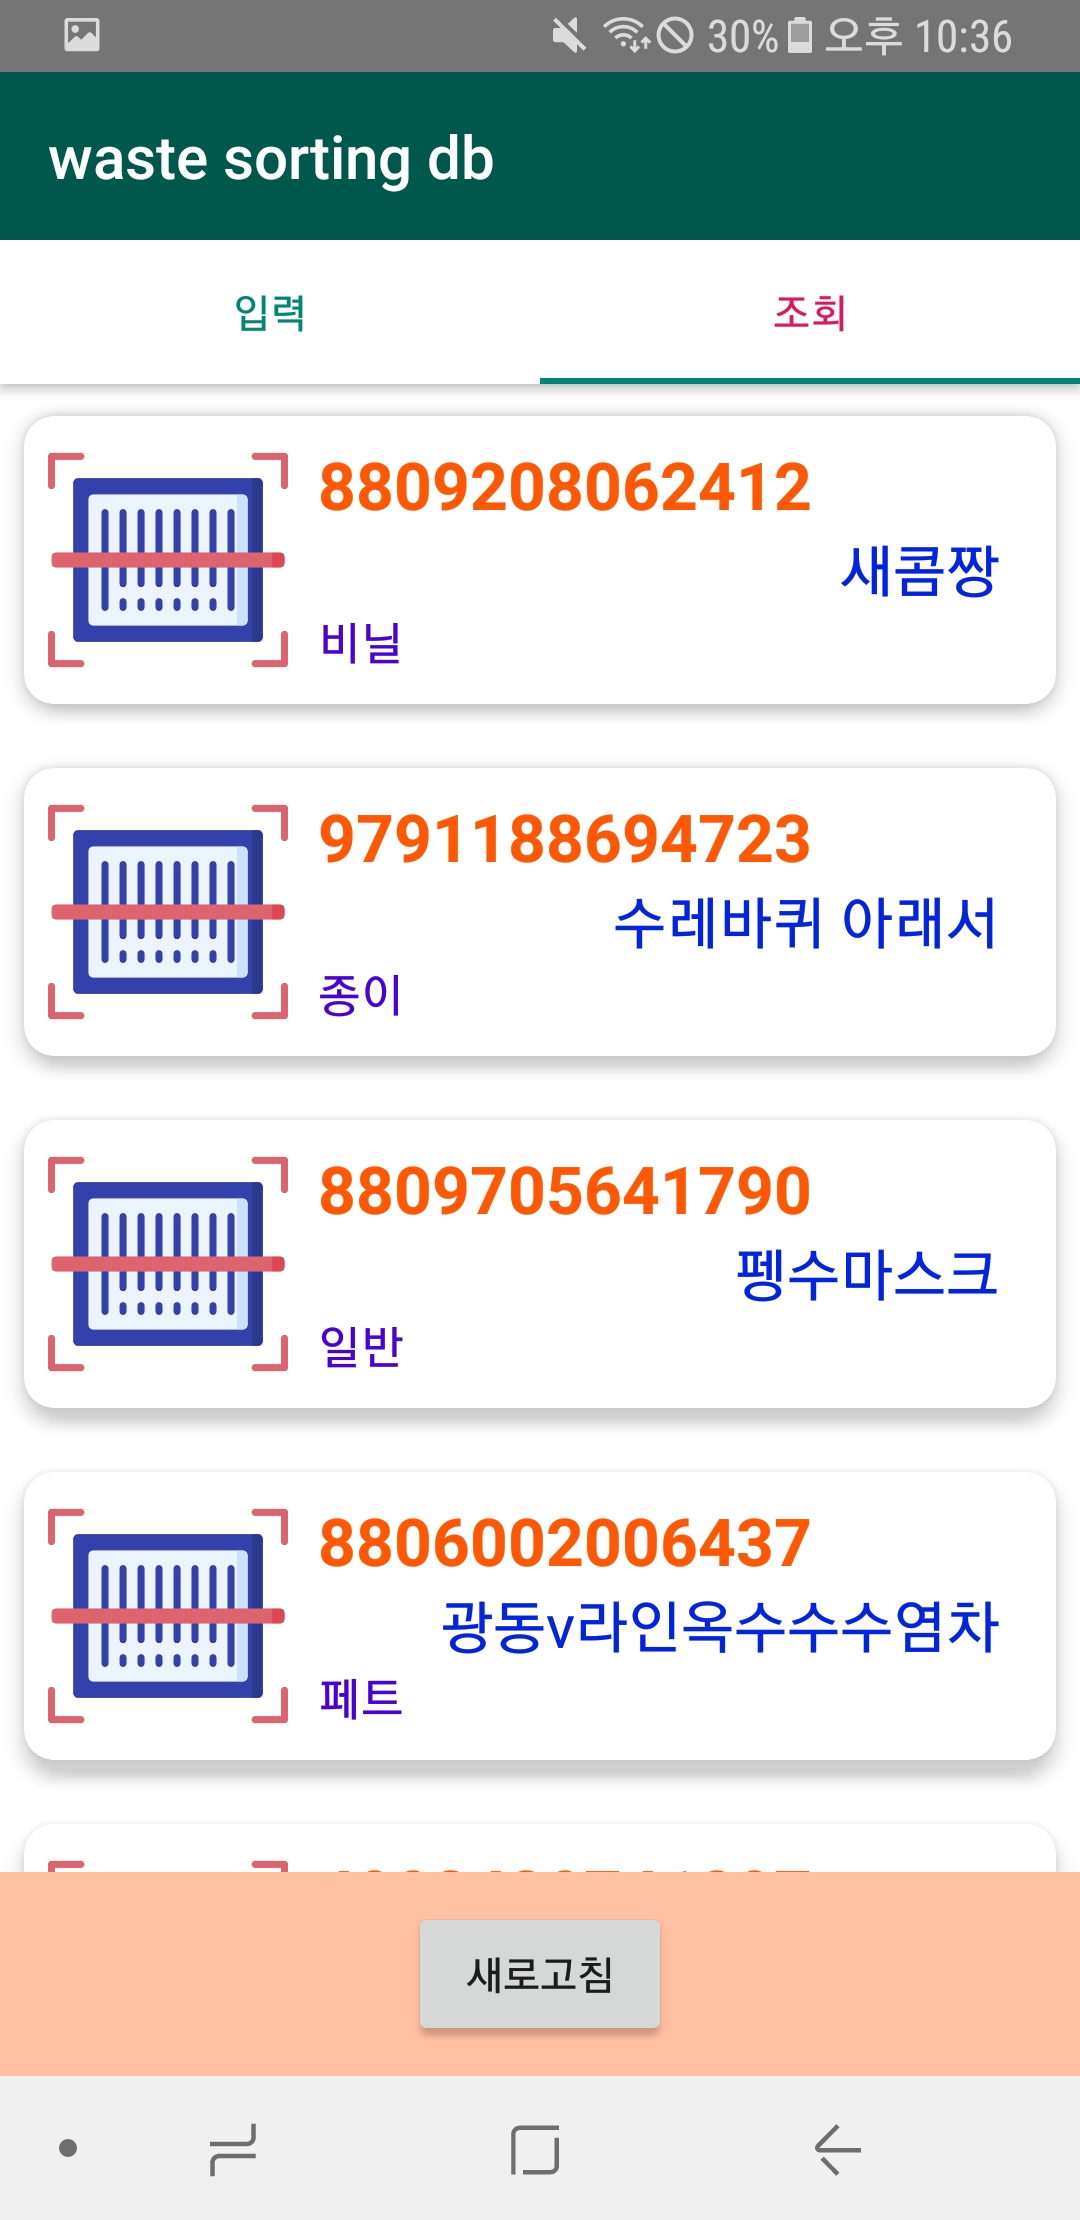 30% 오후 10:36
waste sorting db
입력 조회
8809208062412
새콤짱
비닐
9791188694723
수레바퀴 아래서
종이
8809705641790
펭수마스크
일반
8806002006437
광동v라인옥수수수염차
페트
새로고침